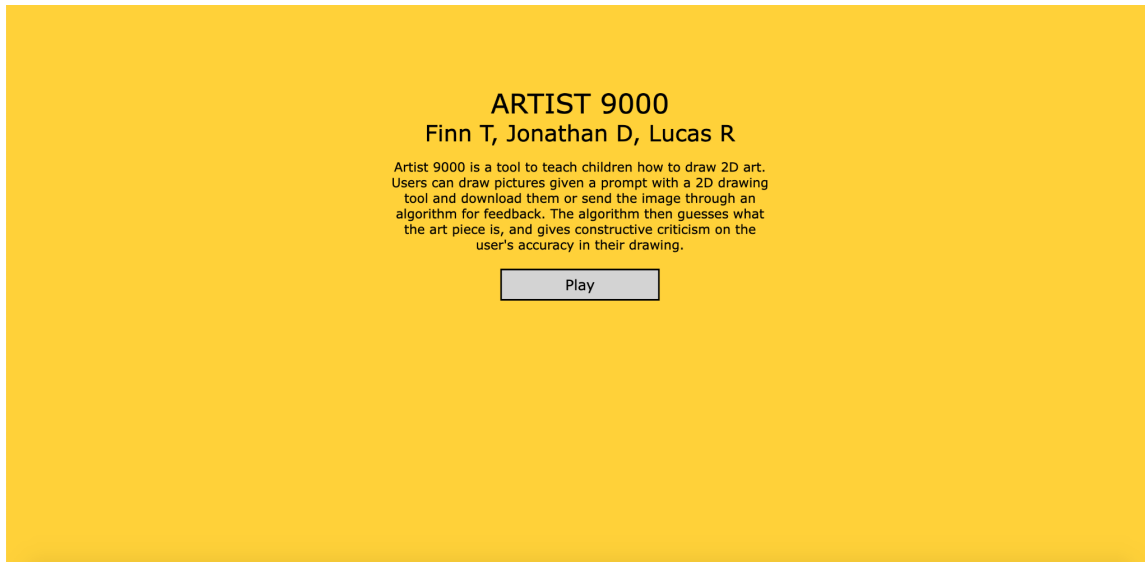 ARTIST 9000
Finn T, Jonathan D, Lucas R
Artist 9000 is a tool to teach children how to draw 2D art.
Users can draw pictures given a prompt with a 2D drawing
tool and download them or send the image through an
algorithm for feedback. The algorithm then guesses what
the art piece is, and gives constructive criticism on the
user's accuracy in their drawing.
Play